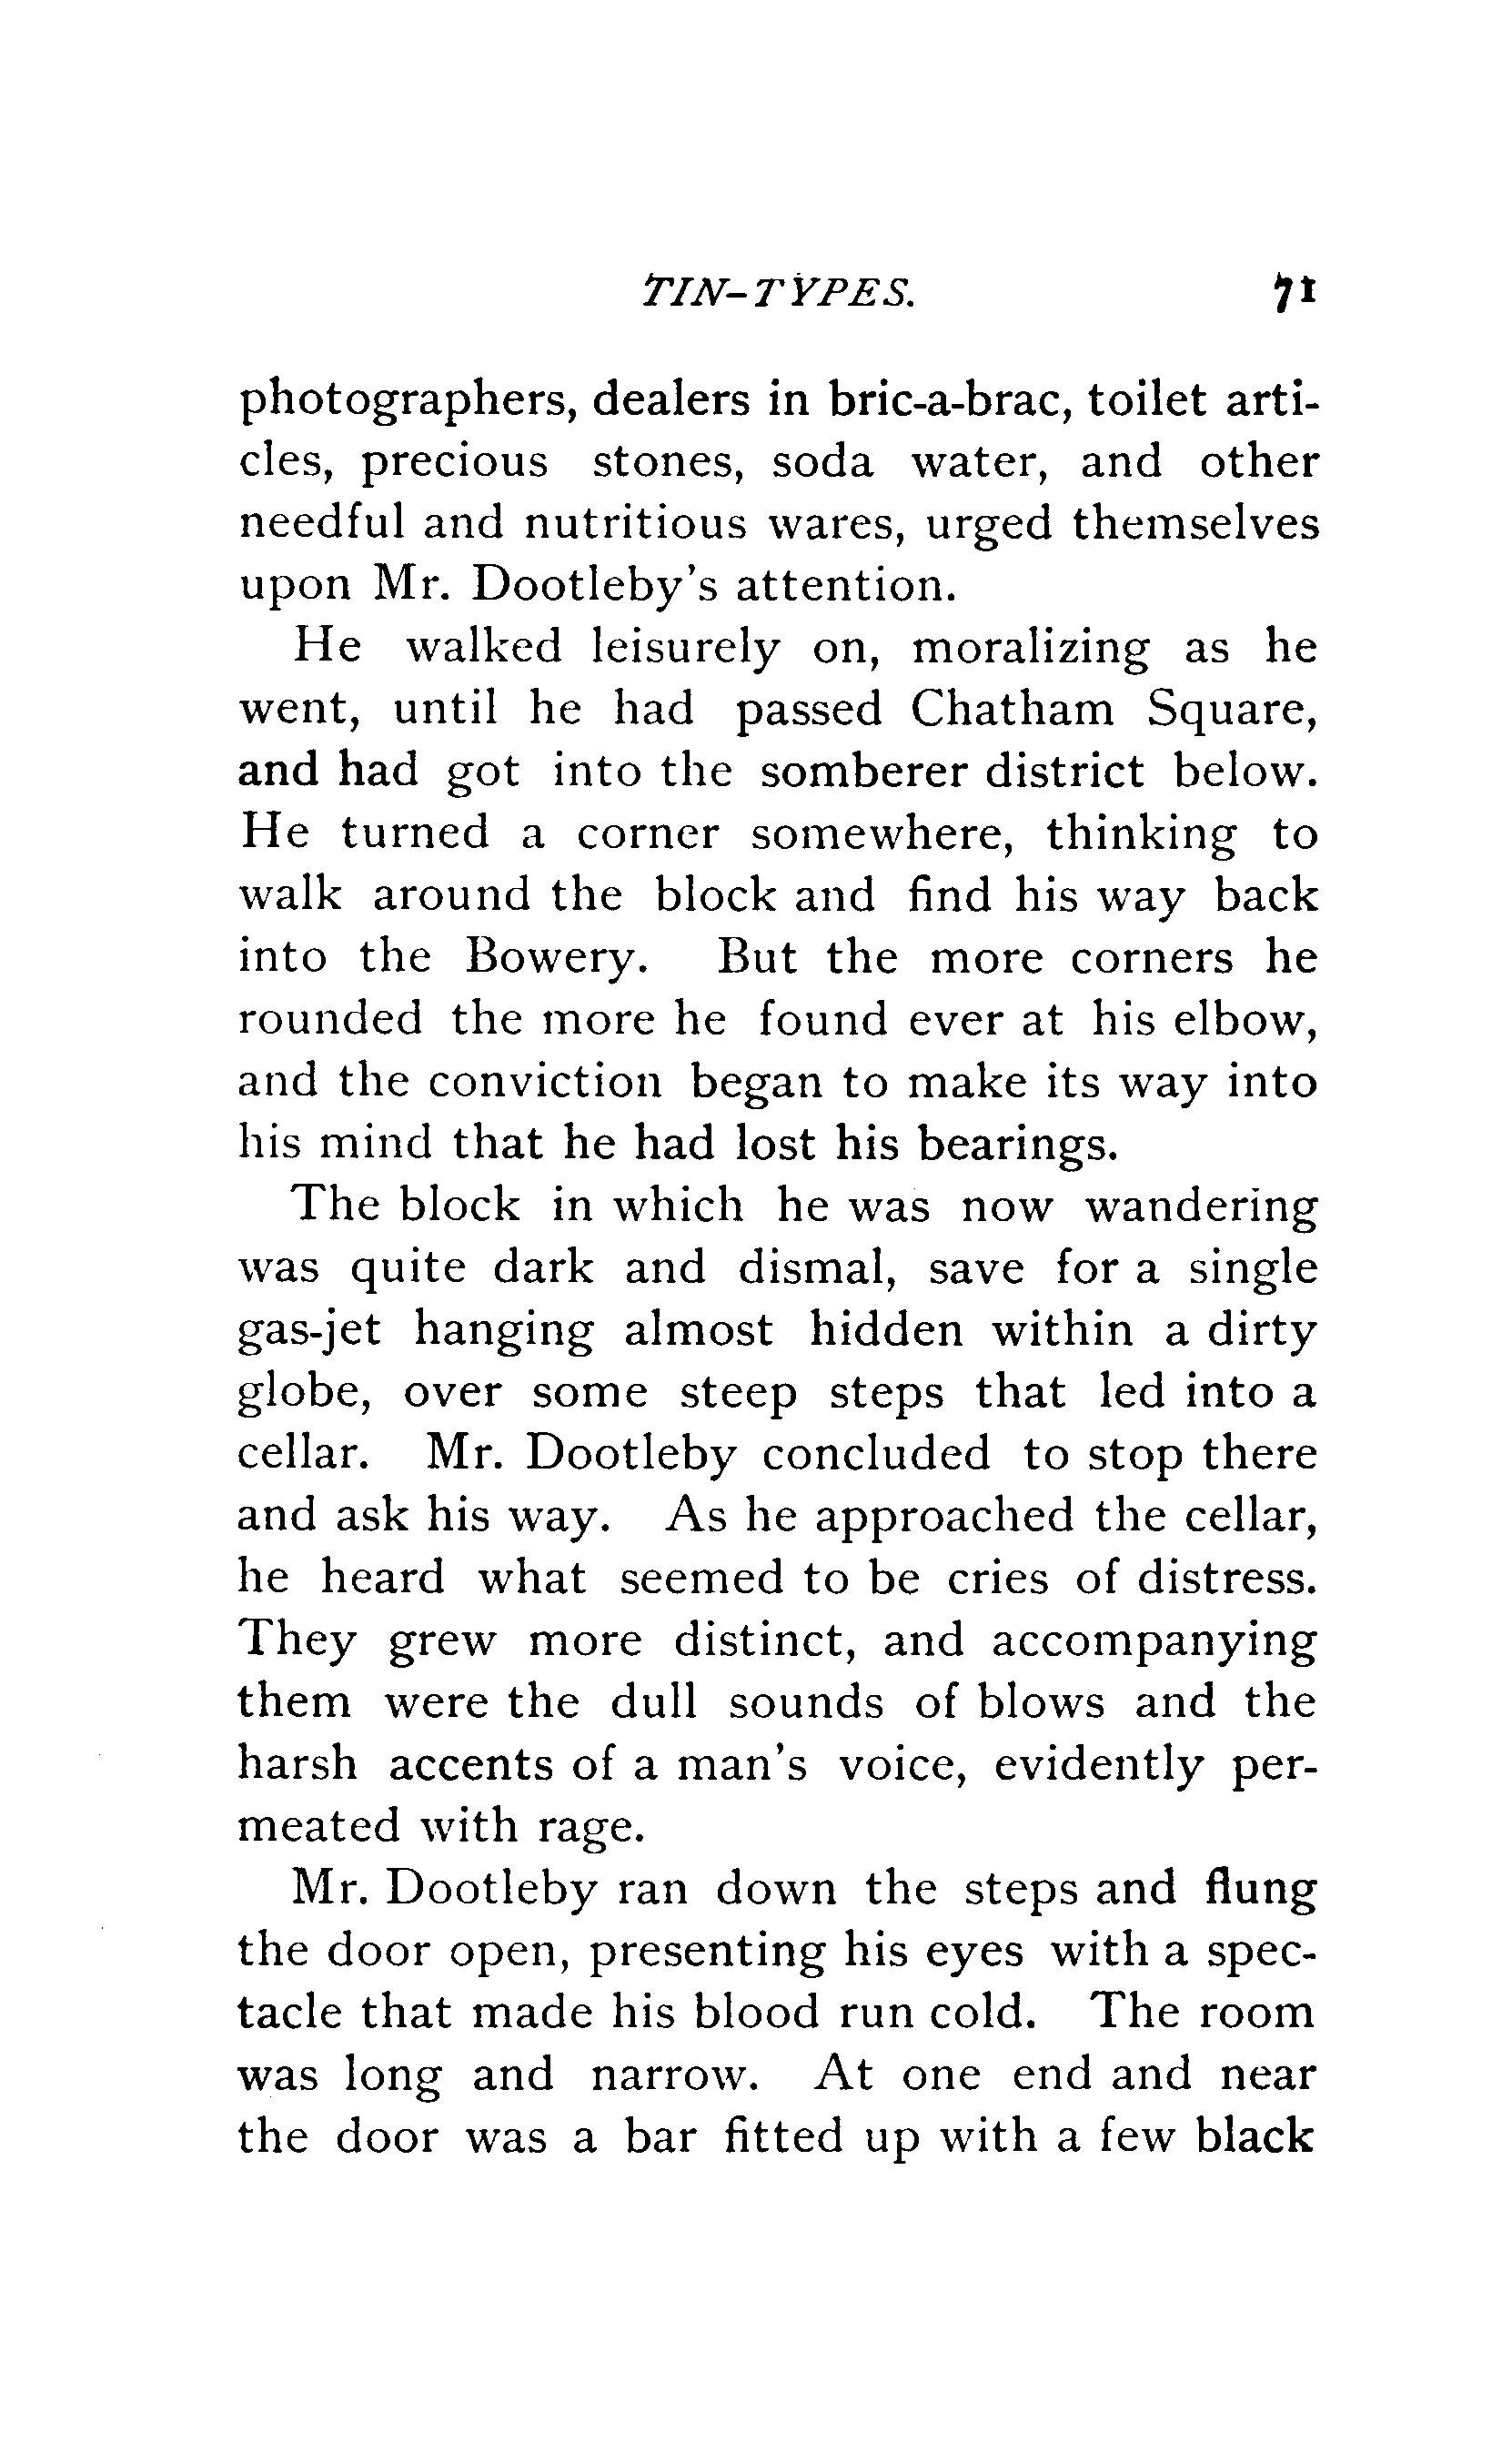 TIN-TYPES. 71
photographers, dealers in bric-a-brac, toilet arti-
cles, precious stones, soda water, and other
needful and nutritious wares, urged themselves
upon Mr. Dootleby's attention.
He walked leisurely on, moralizing as he
went, until he had passed Chatham Square,
and had got into the somberer district below.
He turned a corner somewhere, thinking to
walk around the block and find his way back
into the Bowery. But the more corners he
rounded the more he found ever at his elbow,
and the conviction began to make its way into
his mind that he had lost his bearings.
The block in which he was now wandering
was quite dark and dismal, save for a single
gas-jet hanging almost hidden within a dirty
globe, over some steep steps that led into a
cellar. Mr. Dootleby concluded to stop there
and ask his way. As he approached the cellar,
he heard what seemed to be cries of distress.
They grew more distinct, and accompanying
them were the dull sounds of blows and the
harsh accents of a man's voice, evidently per-
meated with rage.
Mr. Dootleby ran down the steps and flung
the door open, presenting his eyes with a spec-
tacle that made his blood run cold. The room
was long and narrow. At one end and near
the door was a bar fitted up with a few black